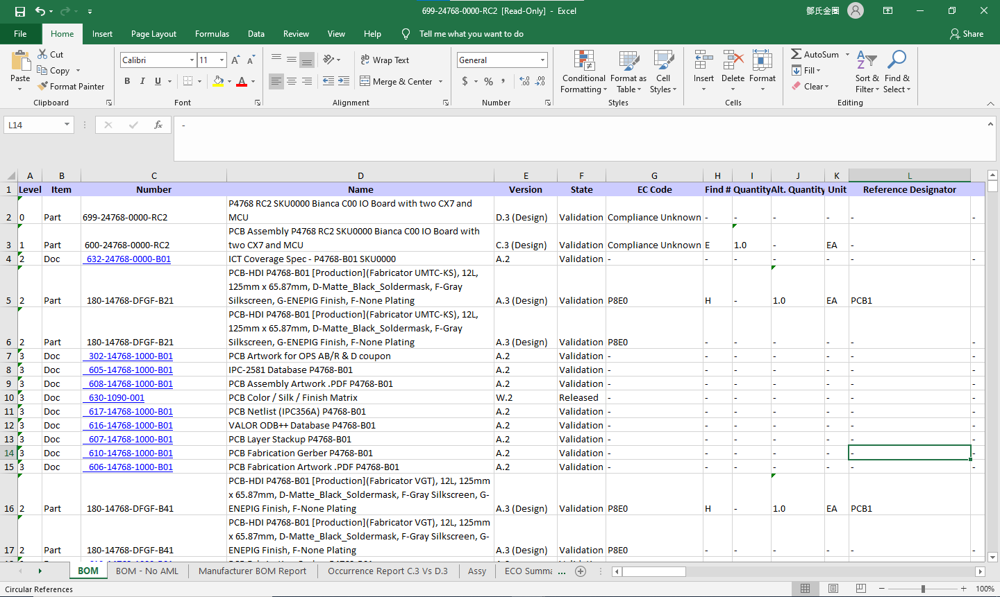 699-24768-0000-RC2 [Read-Only] - Excel
鄧氏金圈
File Home Insert Page Layout Formulas Data Review View Help Tell me what you want to do Share
Paste
Cut
Copy
Format Painter
Clipboard
Calibri 11
B I U
Font
Wrap Text
Merge & Center
Alignment
General
$ % ,
Number
Conditional Formatting
Format as Table
Cell Styles
Styles
Insert Delete Format
Cells
AutoSum
Fill
Clear
Sort & Filter
Find & Select
Editing
L14 fx -
A B C D E F G H I J K L
1 Level Item Number Name Version State EC Code Find # Quantity Alt. Quantity Unit Reference Designator
P4768 RC2 SKU0000 Bianca C00 IO Board with two CX7 and
2 0 Part 699-24768-0000-RC2 MCU D.3 (Design) Validation Compliance Unknown - - - - - -
PCB Assembly P4768 RC2 SKU0000 Bianca C00 IO Board with
3 1 Part 600-24768-0000-RC2 two CX7 and MCU C.3 (Design) Validation Compliance Unknown E 1.0 - EA -
4 2 Doc 632-24768-0000-B01 ICT Coverage Spec - P4768-B01 SKU0000 A.2 Validation - - - - - - -
PCB-HDI P4768-B01 [Production](Fabricator UMTC-KS), 12L,
125mm x 65.87mm, D-Matte_Black_Soldermask, F-Gray
5 2 Part 180-14768-DFGF-B21 Silkscreen, G-ENEPIG Finish, F-None Plating A.3 (Design) Validation P8E0 H - 1.0 EA PCB1
PCB-HDI P4768-B01 [Production](Fabricator UMTC-KS), 12L,
125mm x 65.87mm, D-Matte_Black_Soldermask, F-Gray
6 2 Part 180-14768-DFGF-B21 Silkscreen, G-ENEPIG Finish, F-None Plating A.3 (Design) Validation P8E0 - - - - - -
7 3 Doc 302-14768-1000-B01 PCB Artwork for OPS AB/R & D coupon A.2 Validation - - - - - - -
8 3 Doc 605-14768-1000-B01 IPC-2581 Database P4768-B01 A.2 Validation - - - - - - -
9 3 Doc 608-14768-1000-B01 PCB Assembly Artwork .PDF P4768-B01 A.2 Validation - - - - - - -
10 3 Doc 630-1090-001 PCB Color / Silk / Finish Matrix W.2 Released - - - - - - -
11 3 Doc 617-14768-1000-B01 PCB Netlist (IPC356A) P4768-B01 A.2 Validation - - - - - - -
12 3 Doc 616-14768-1000-B01 VALOR ODB++ Database P4768-B01 A.2 Validation - - - - - - -
13 3 Doc 607-14768-1000-B01 PCB Layer Stackup P4768-B01 A.2 Validation - - - - - - -
14 3 Doc 610-14768-1000-B01 PCB Fabrication Gerber P4768-B01 A.2 Validation - - - - - - -
15 3 Doc 606-14768-1000-B01 PCB Fabrication Artwork .PDF P4768-B01 A.2 Validation - - - - - - -
PCB-HDI P4768-B01 [Production](Fabricator VGT), 12L, 125mm
x 65.87mm, D-Matte_Black_Soldermask, F-Gray Silkscreen, G-
16 2 Part 180-14768-DFGF-B41 ENEPIG Finish, F-None Plating A.3 (Design) Validation P8E0 H - 1.0 EA PCB1
PCB-HDI P4768-B01 [Production](Fabricator VGT), 12L, 125mm
x 65.87mm, D-Matte_Black_Soldermask, F-Gray Silkscreen, G-
17 2 Part 180-14768-DFGF-B41 ENEPIG Finish, F-None Plating A.3 (Design) Validation P8E0 - - - - - -
BOM BOM - No AML Manufacturer BOM Report Occurrence Report C.3 Vs D.3 Assy ECO Summa ...
Circular References 100%